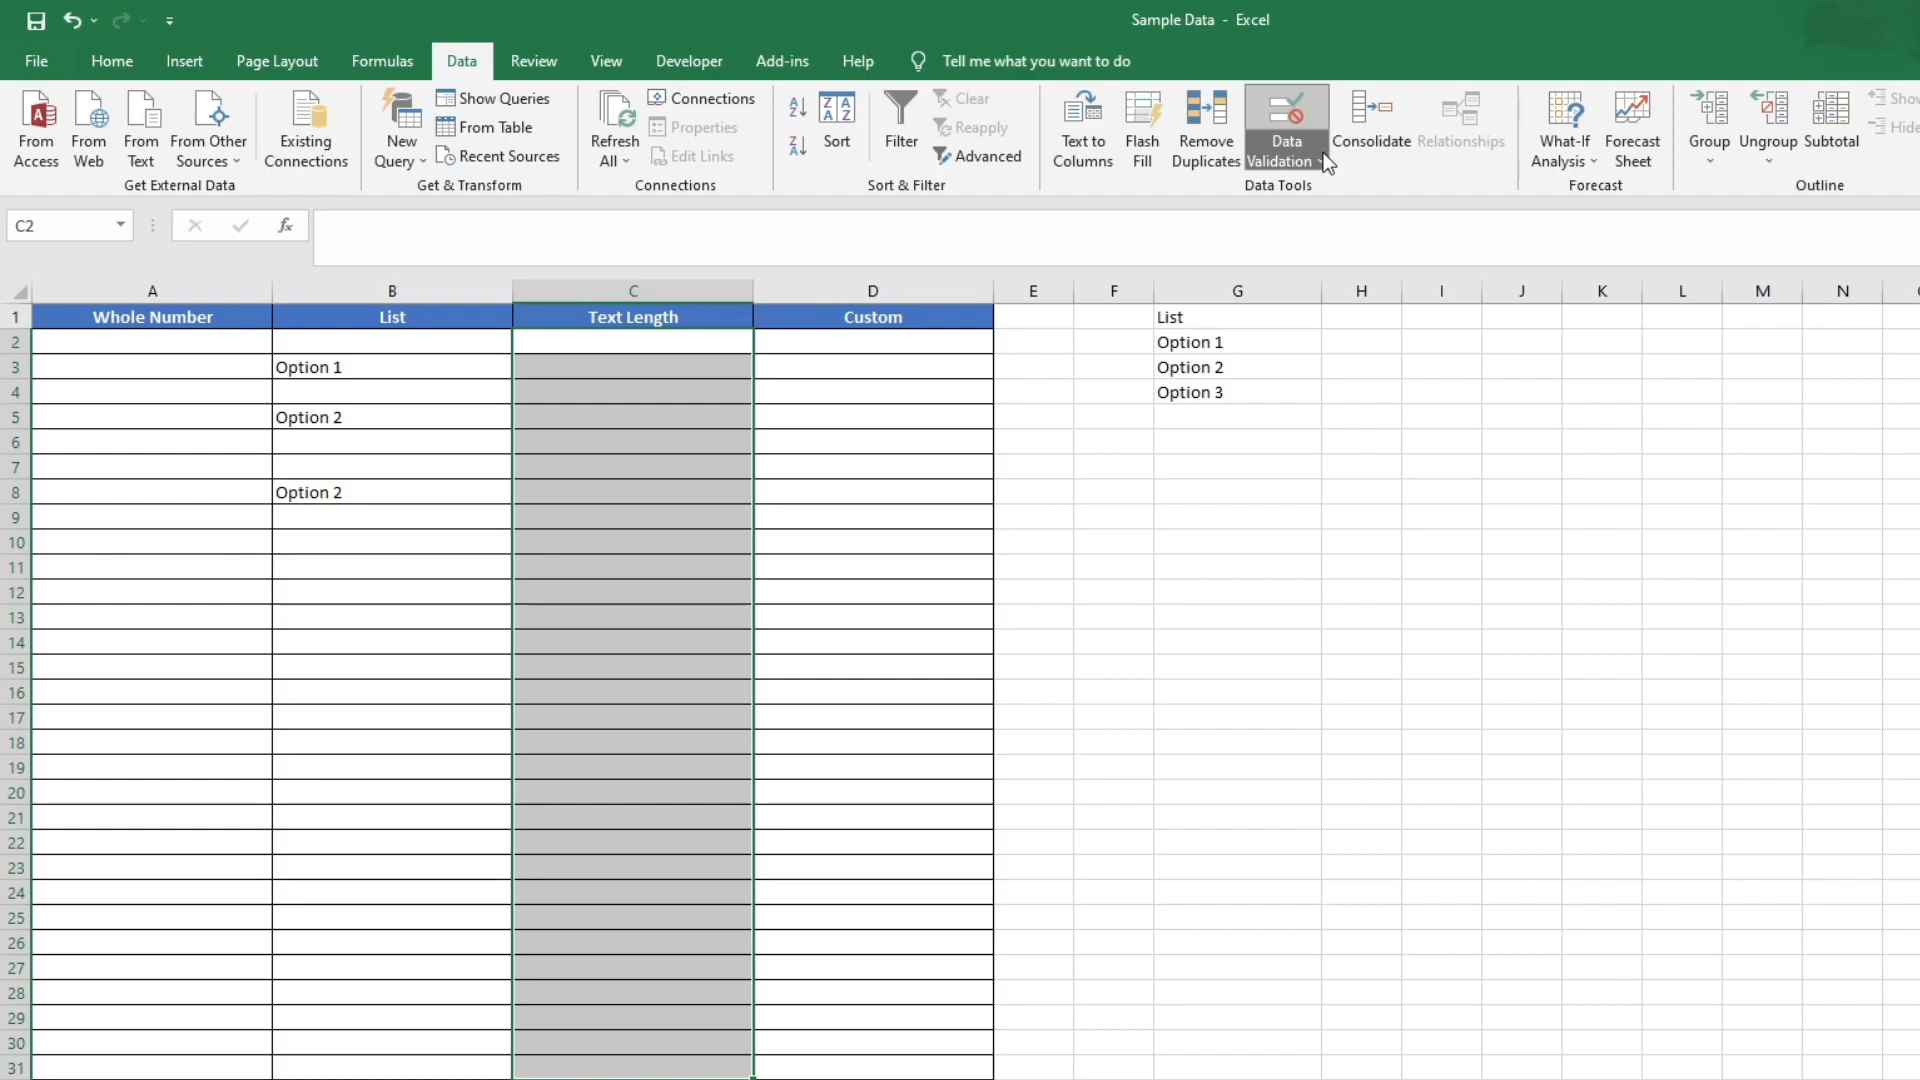 Sample Data - Excel
File Home Insert Page Layout Formulas Data Review View Developer Add-ins Help Tell me what you want to do
From Access
From Web
From Text
From Other Sources
Existing Connections
Get External Data
New Query
Show Queries
From Table
Recent Sources
Get & Transform
Refresh All
Connections
Properties
Edit Links
Connections
Sort
Filter
Clear
Reapply
Advanced
Sort & Filter
Text to Columns
Flash Fill
Remove Duplicates
Data Validation
Consolidate
Relationships
Data Tools
What-If Analysis
Forecast Sheet
Forecast
Group
Ungroup
Subtotal
Show
Hide
Outline
C2 fx
A B C D E F G H I J K L M N
1 Whole Number List Text Length Custom List
2 Option 1
3 Option 1 Option 2
4 Option 3
5 Option 2
6
7
8 Option 2
9
10
11
12
13
14
15
16
17
18
19
20
21
22
23
24
25
26
27
28
29
30
31